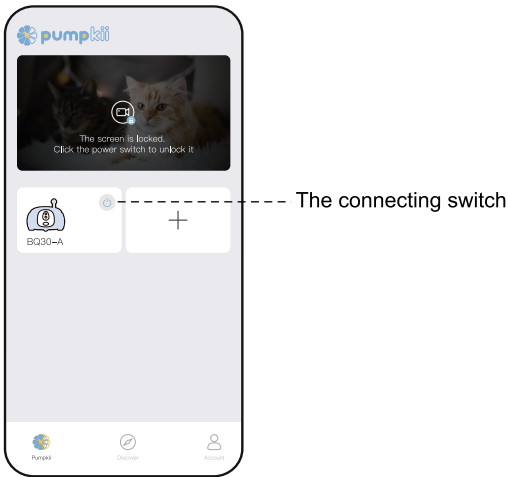 pumpkii
The screen is locked.
Click the power switch to unlock it
The connecting switch
BQ30-A
Pumpkii
Discover
Account